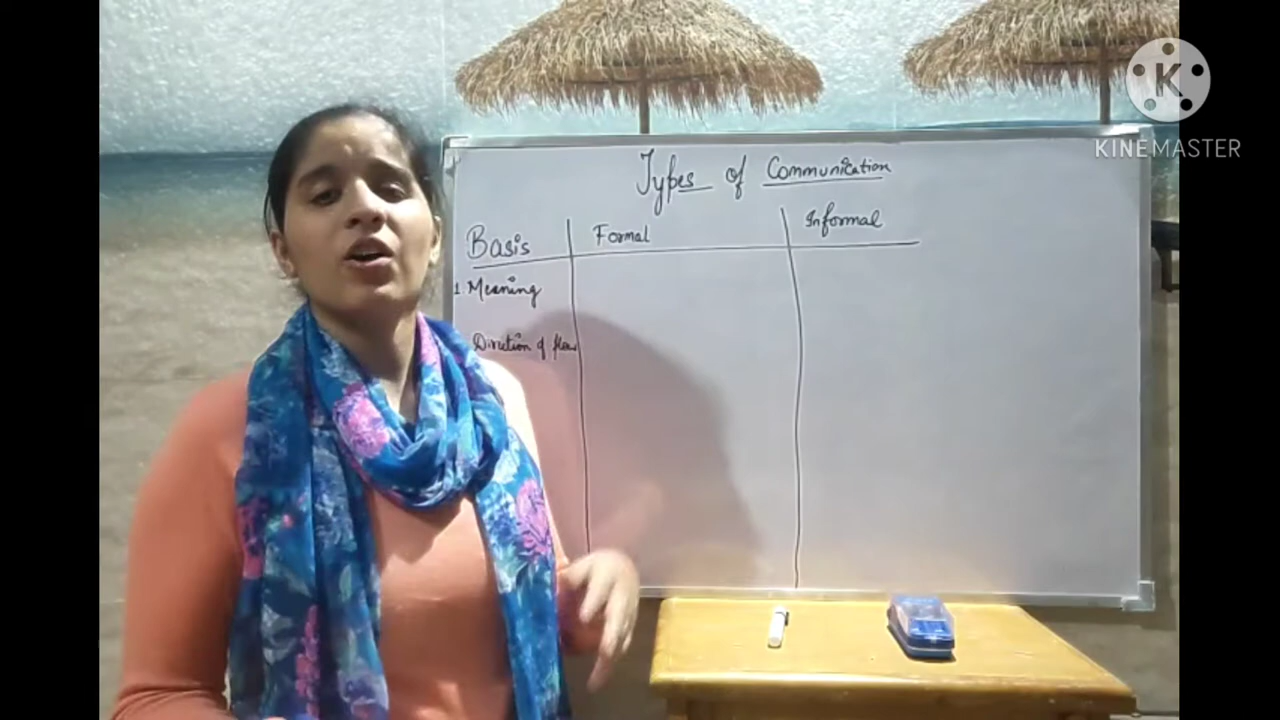 Types of Communication
Basis Formal Informal
1. Meaning
Direction of flow
K
KINEMASTER